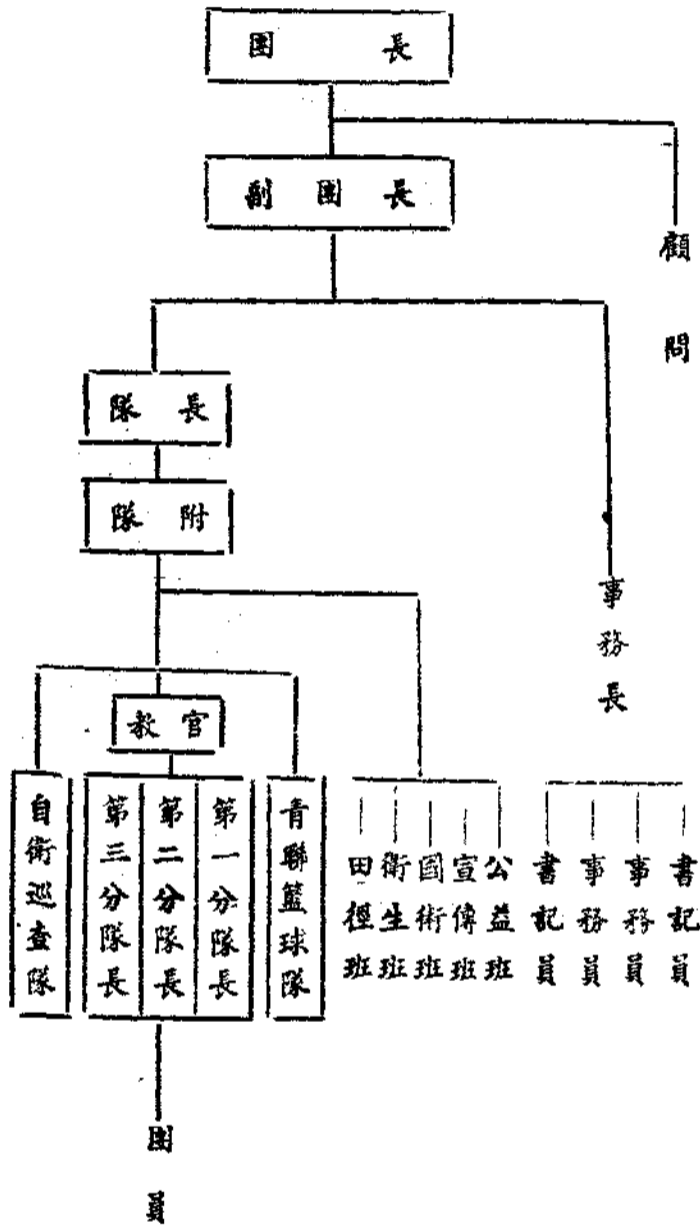 團長
副團長
顧問
隊長
隊附
事務長
教官
青聯籃球隊
第一分隊長
第二分隊長
第三分隊長
自衛巡查隊
書記員
事務員
事務員
書記員
公益班
宣傳班
國術班
衛生班
田徑班
團員